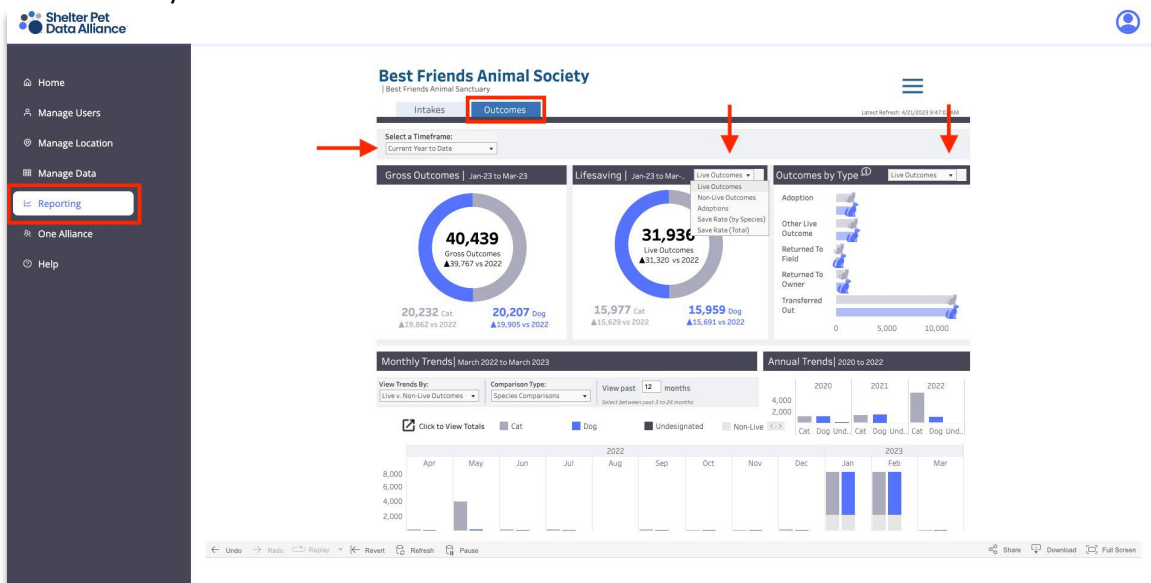 Shelter Pet
Data Alliance
Home
Manage Users
Manage Location
Manage Data
Reporting
One Alliance
Help
Best Friends Animal Society
| Best Friends Animal Sanctuary
Intakes
Outcomes
Latest Refresh: 4/21/2023 9:47:0 AM
Select a Timeframe:
Current Year to Date
Gross Outcomes | Jan-23 to Mar-23
40,439
Gross Outcomes
▲39,767 vs 2022
20,232 Cat
▲19,862 vs 2022
20,207 Dog
▲19,905 vs 2022
Lifesaving | Jan-23 to Mar-..
Live Outcomes
Live Outcomes
Non-Live Outcomes
Adoptions
Save Rate (by Species)
Save Rate (Total)
31,936
Live Outcomes
▲31,320 vs 2022
15,977 Cat
▲15,629 vs 2022
15,959 Dog
▲15,691 vs 2022
Outcomes by Type
Live Outcomes
Adoption
Other Live
Outcome
Returned To
Field
Returned To
Owner
Transferred
Out
0 5,000 10,000
Monthly Trends| March 2022 to March 2023
View Trends By:
Live v. Non-Live Outcomes
Comparison Type:
Species Comparisons
View past 12 months
Select between past 3 to 24 months
Click to View Totals
Cat
Dog
Undesignated
Non-Live
Annual Trends| 2020 to 2022
2020 2021 2022
4,000
2,000
Cat Dog Und.. Cat Dog Und.. Cat Dog Und..
2022 2023
Apr May Jun Jul Aug Sep Oct Nov Dec Jan Feb Mar
8,000
6,000
4,000
2,000
Undo Redo Replay Revert Refresh Pause Share Download Full Screen